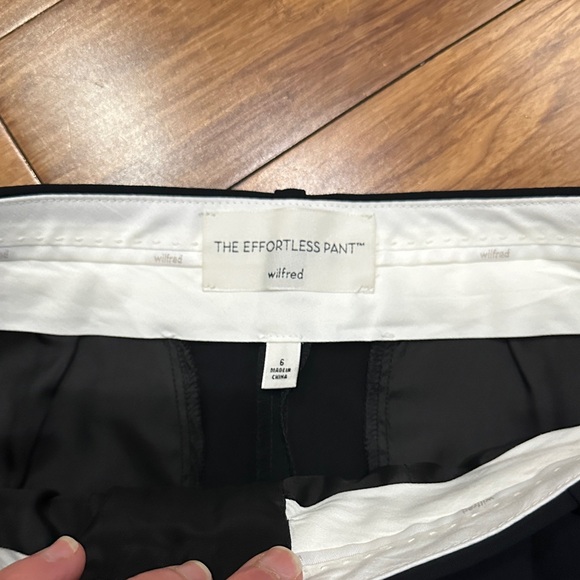 THE EFFORTLESS PANT™
wilfred
wilfred
wilfred
6
MADE IN
CHINA